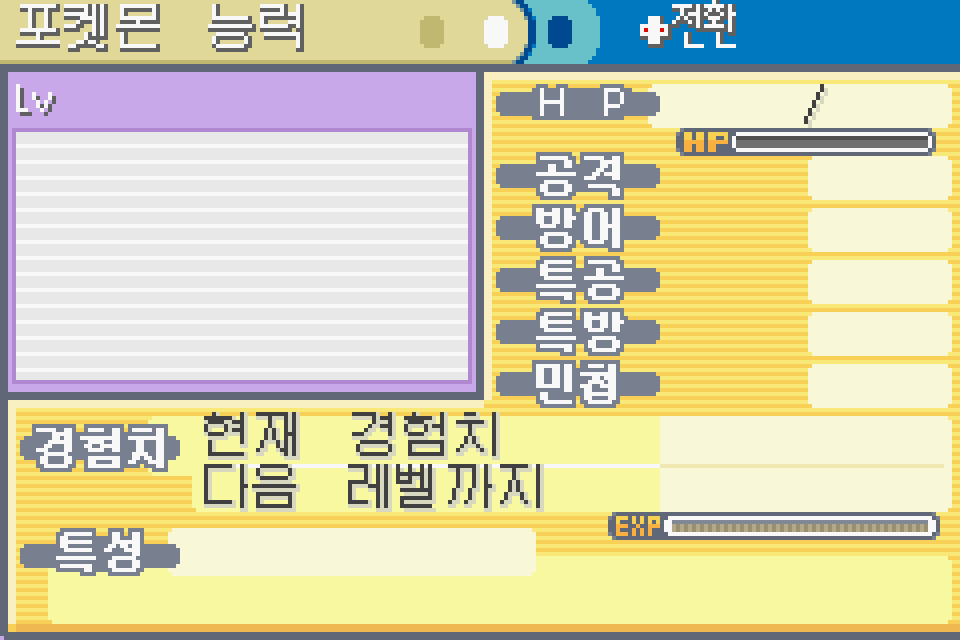 포켓몬 능력
전환
Lv
H P /
HP
공격
방어
특공
특방
민첩
경험치
현재 경험치
다음 레벨까지
EXP
특성